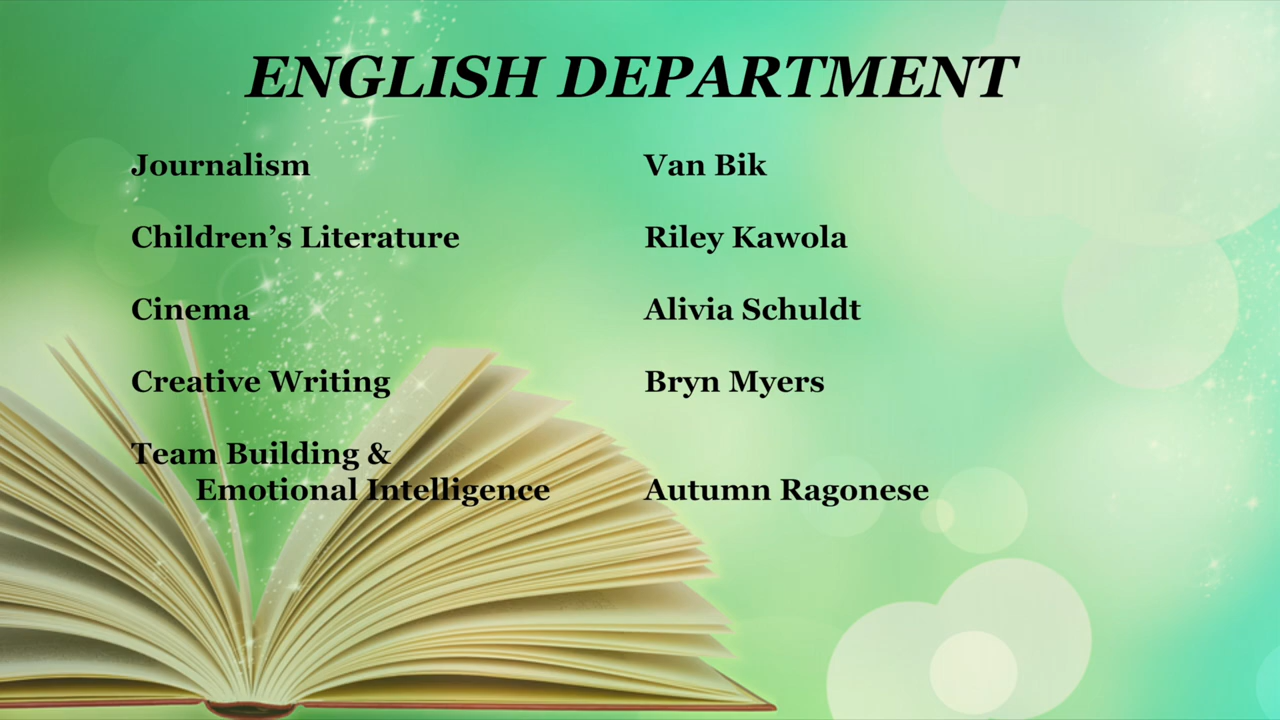 ENGLISH DEPARTMENT
Journalism Van Bik
Children’s Literature Riley Kawola
Cinema Alivia Schuldt
Creative Writing Bryn Myers
Team Building &
Emotional Intelligence Autumn Ragonese